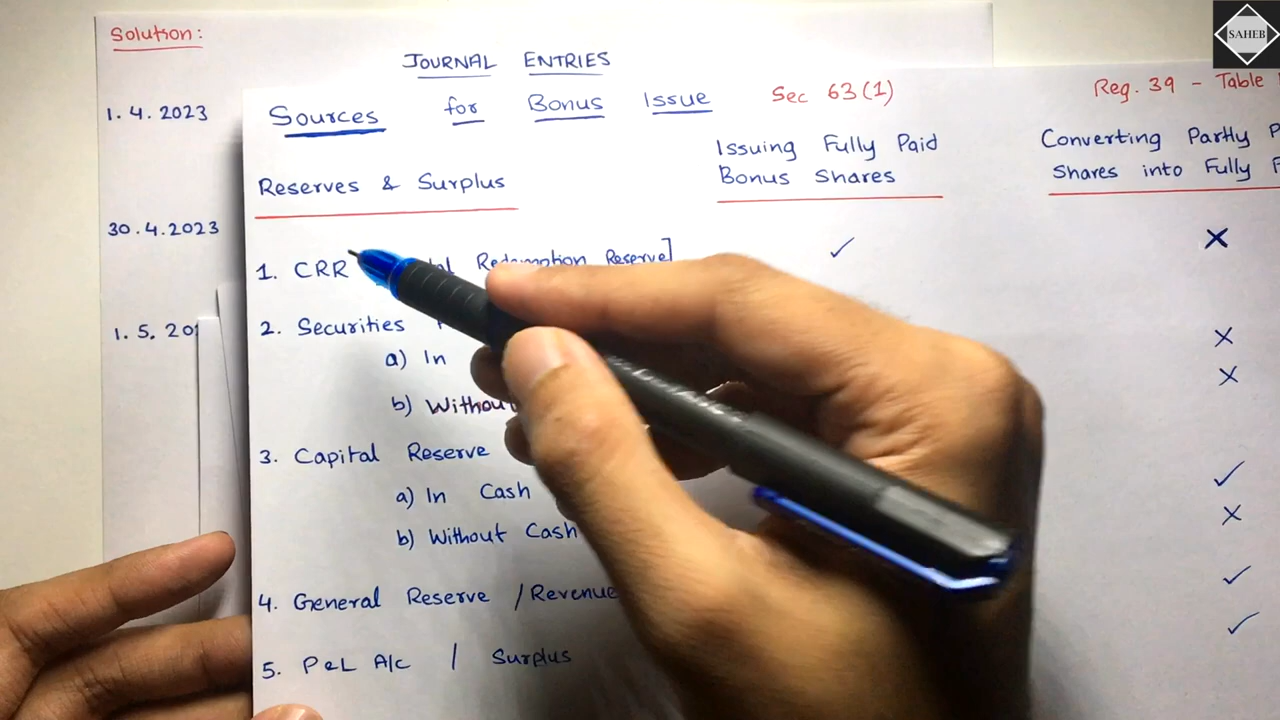 Solution:
JOURNAL ENTRIES
1.4.2023
30.4.2023
1.5.20
SAHEB
Sources for Bonus Issue
Sec 63(1)
Reg. 39 - Table
Issuing Fully Paid
Bonus Shares
Converting Partly
Shares into Fully
Reserves & Surplus
1. CRR Redemption Reserve]
2. Securities
a) In
b) Without
3. Capital Reserve
a) In Cash
b) Without Cash
4. General Reserve / Revenue
5. P&L A/c / Surplus